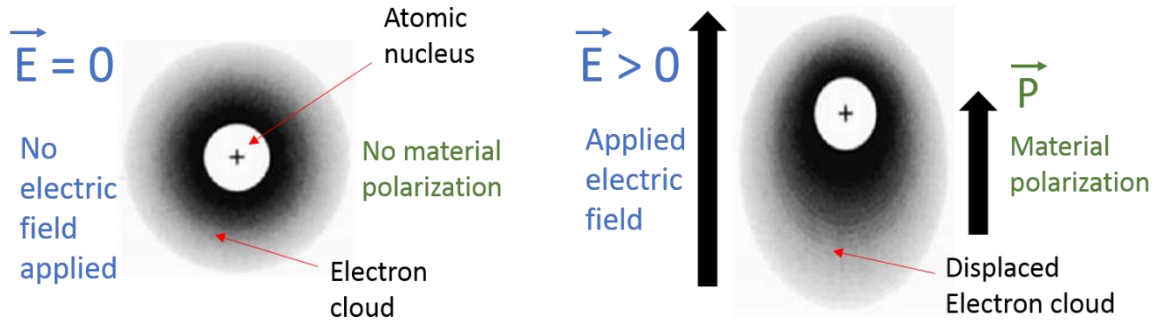 E = 0
No
electric
field
applied
Atomic
nucleus
+
No material
polarization
Electron
cloud
E > 0
Applied
electric
field
+
P
Material
polarization
Displaced
Electron cloud